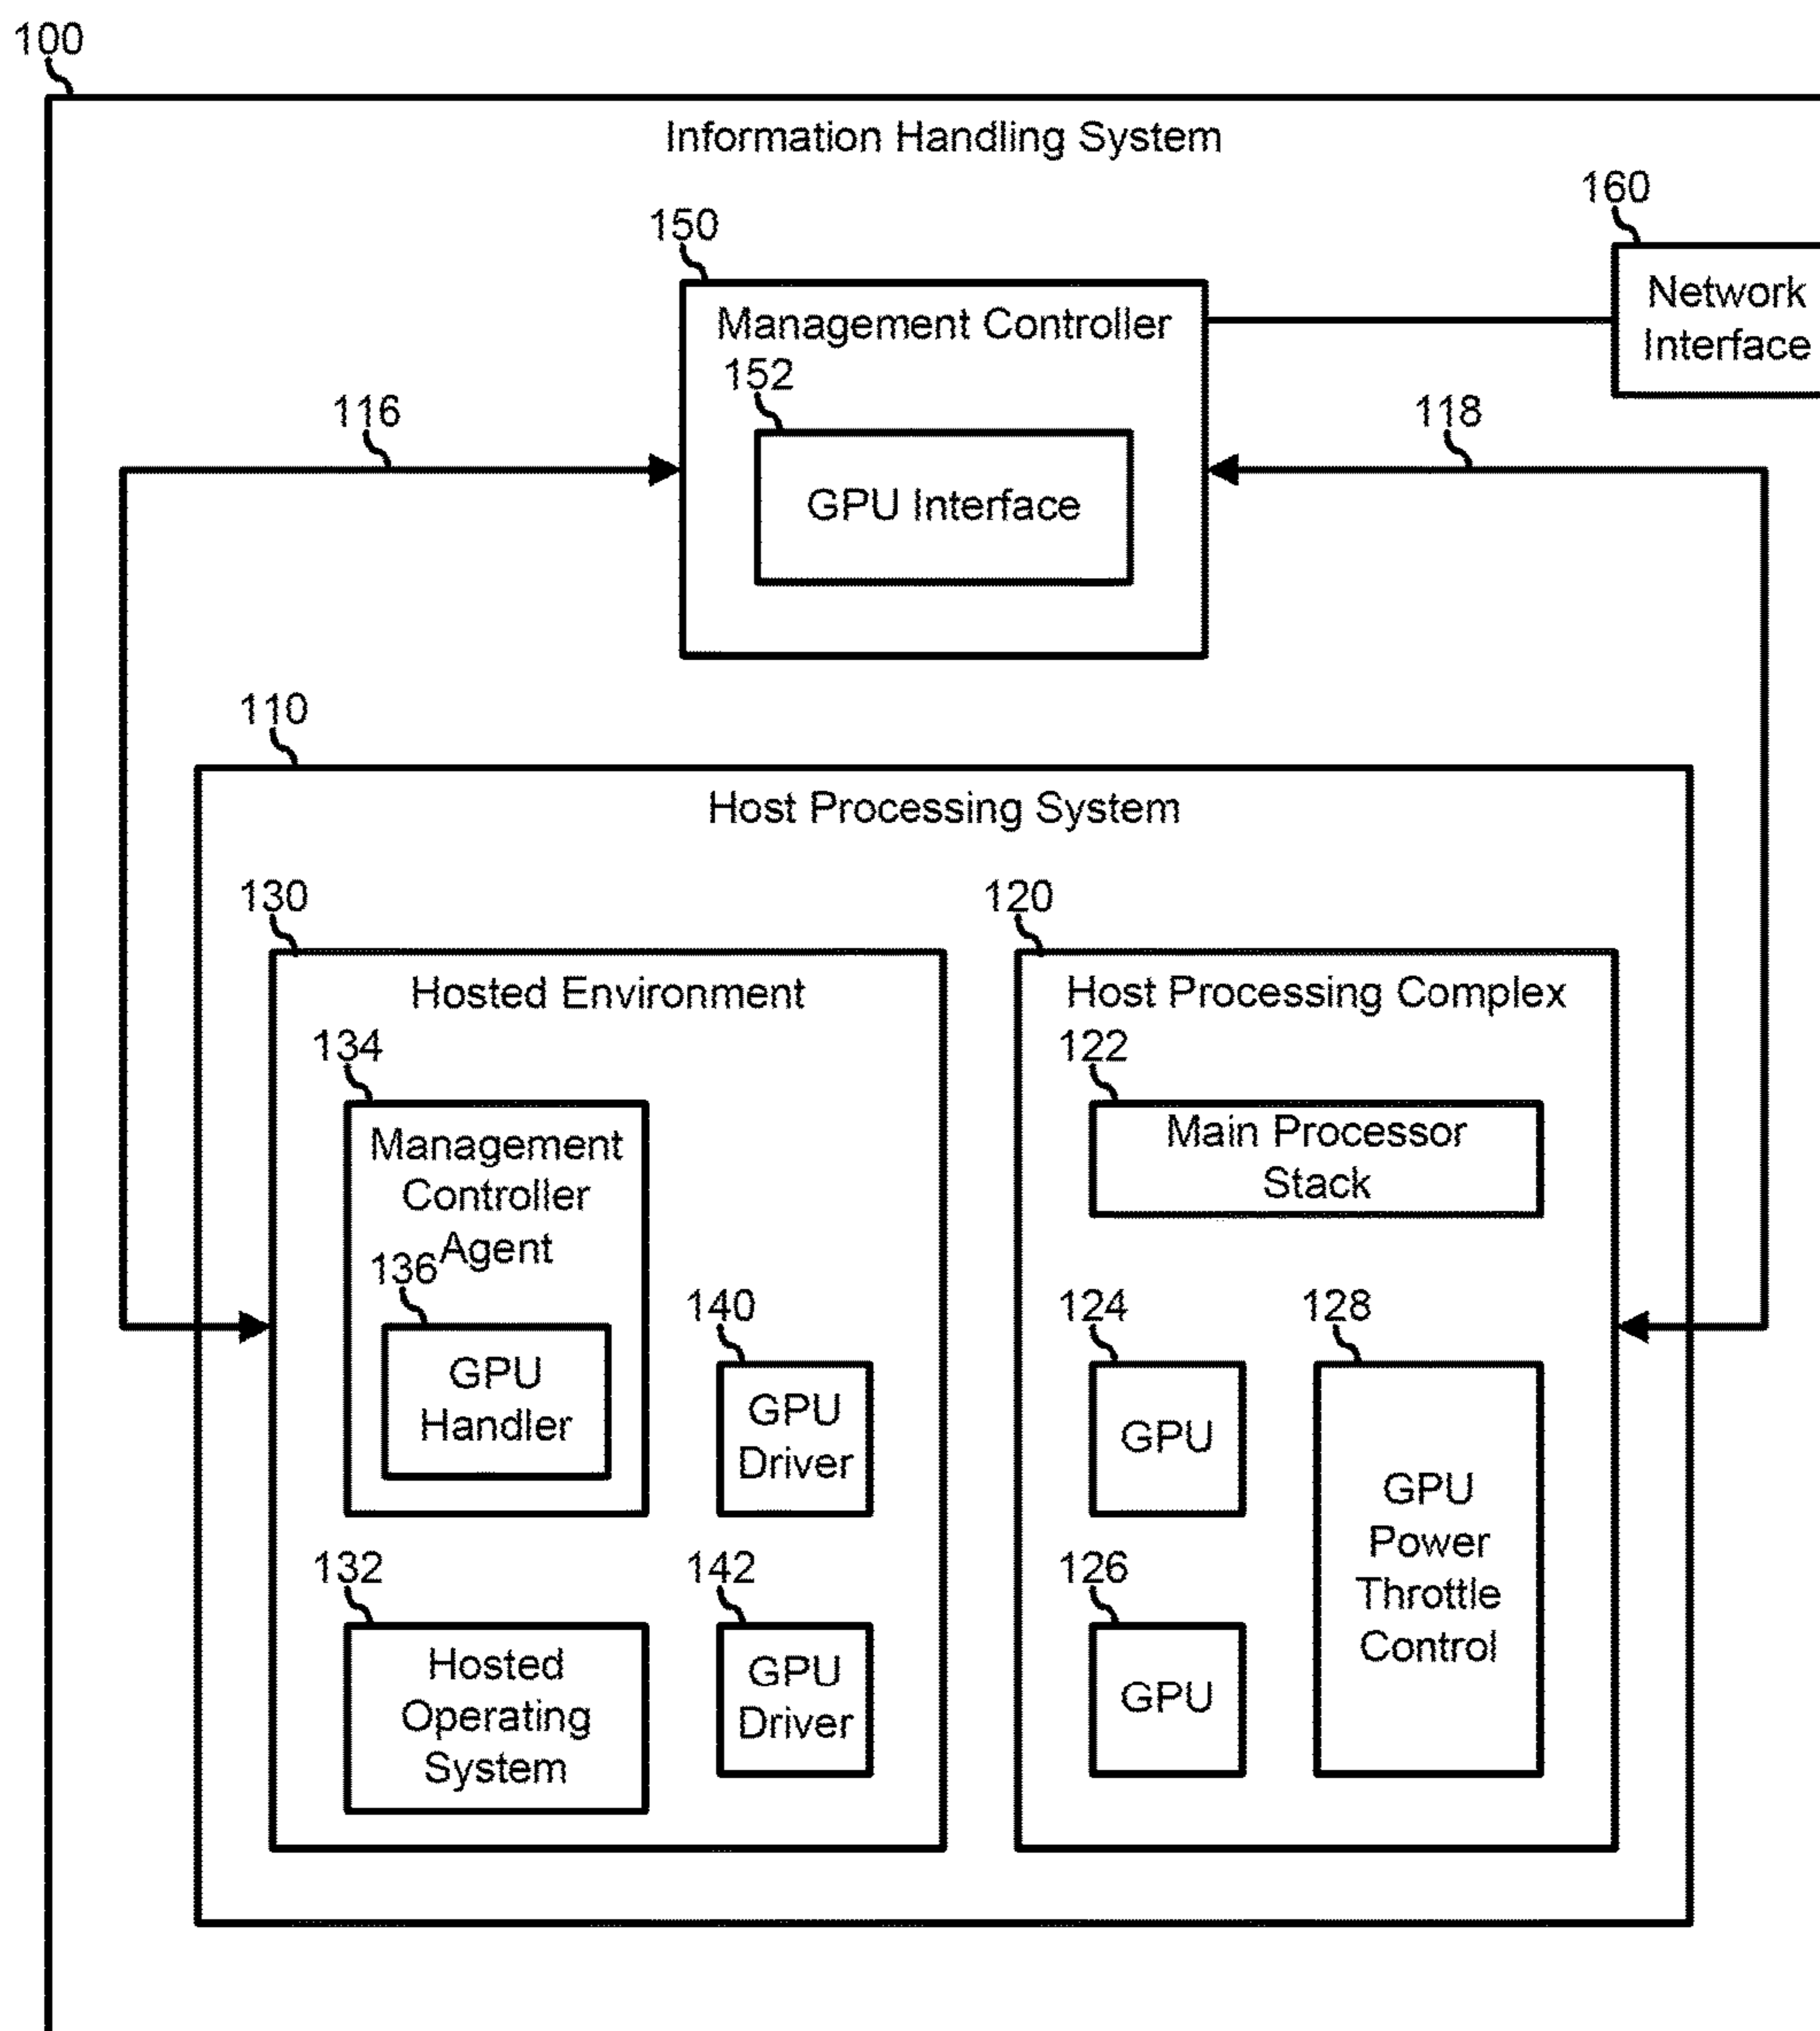 100
Information Handling System
160
150
Network
Interface
Management Controller
152
116
118
GPU Interface
110
Host Processing System
130
120
Hosted Environment
Host Processing Complex
134
122
Management
Controller
Agent
Main Processor
Stack
136
GPU
Handler
140
GPU
Driver
124
GPU
128
GPU
Power
Throttle
Control
132
Hosted
Operating
System
142
GPU
Driver
126
GPU